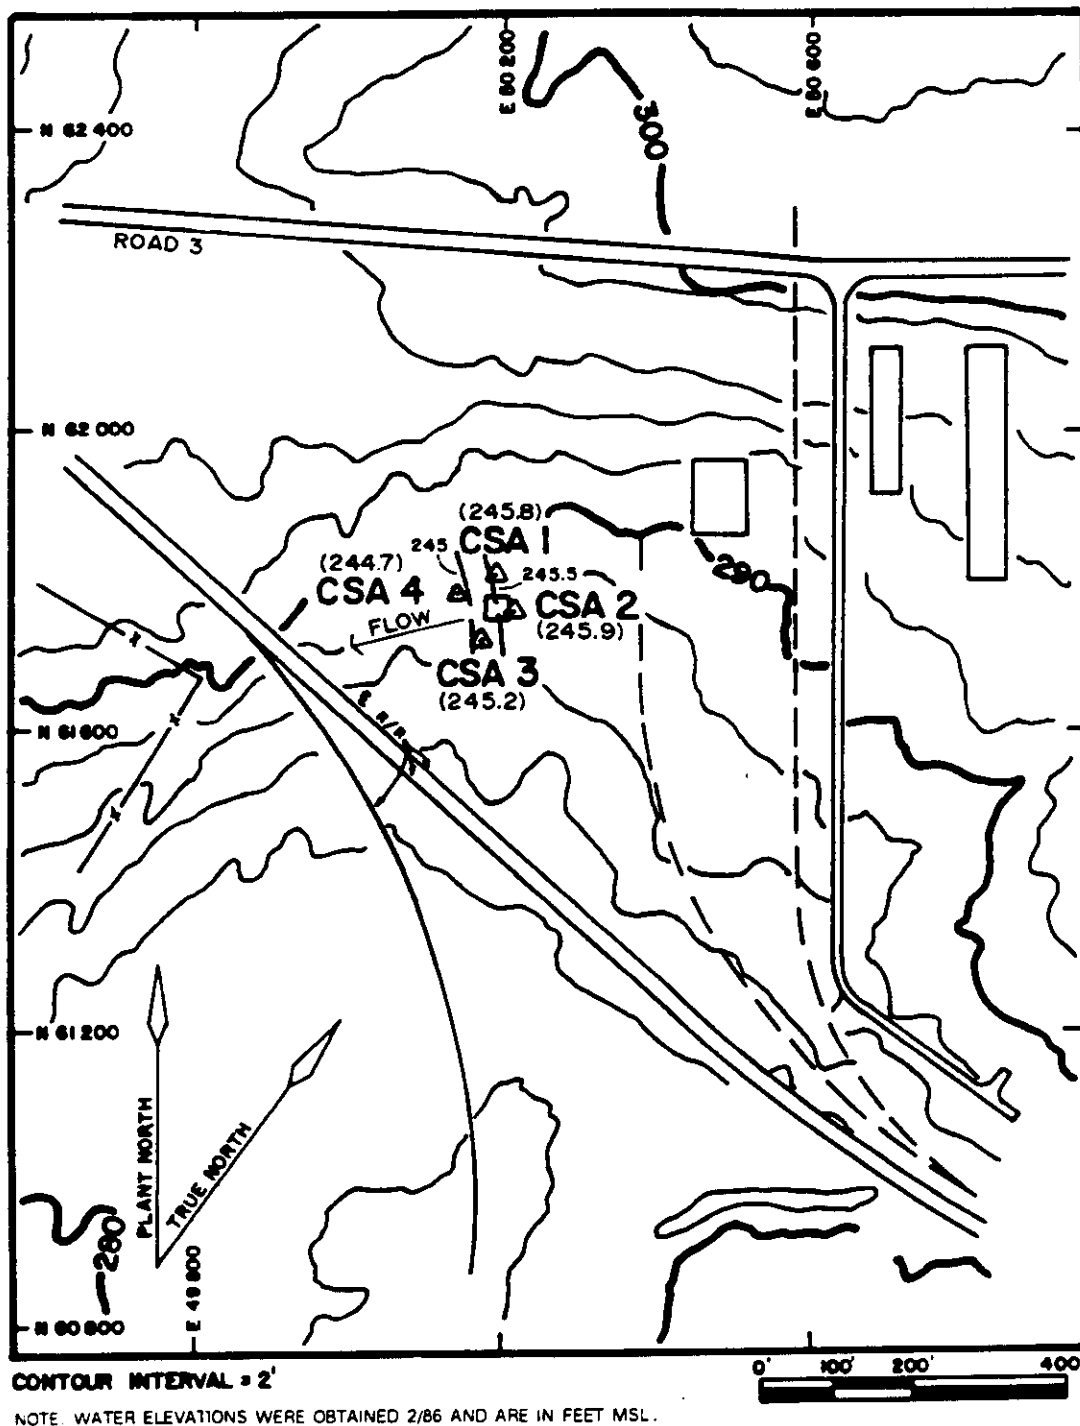 E 50 200
E 50 600
N 62 400
300
ROAD 3
N 62 000
(245.8)
CSA 1
245
(244.7)
CSA 4
245.5
290
CSA 2
(245.9)
FLOW
CSA 3
(245.2)
X
X
X
N 61 600
R/R
N 61 200
PLANT NORTH
TRUE NORTH
280
E 49 800
N 60 800
CONTOUR INTERVAL = 2'
0' 100' 200' 400'
NOTE. WATER ELEVATIONS WERE OBTAINED 2/86 AND ARE IN FEET MSL.